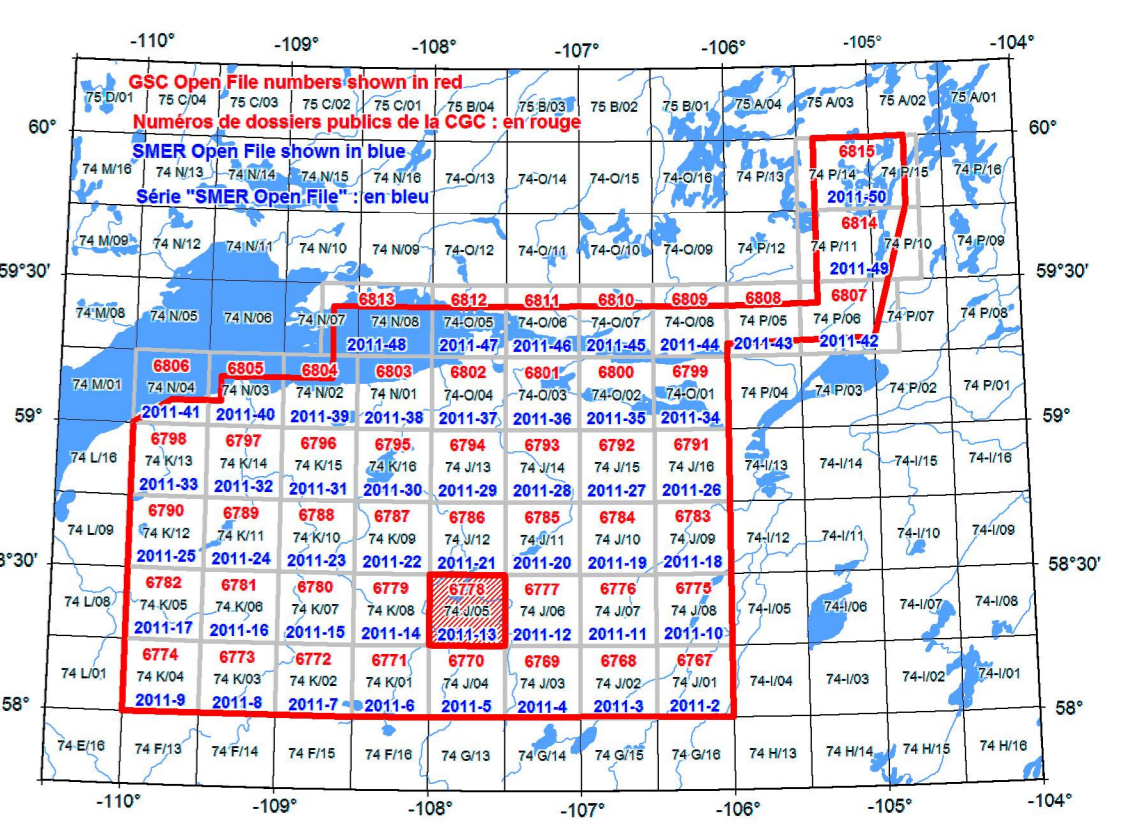 -110° -109° -108° -107° -106° -105° -104°
GSC Open File numbers shown in red
75 D/01 75 C/04 75 C/03 75 C/02 75 C/01 75 B/04 75 B/03 75 B/02 75 B/01 75 A/04 75 A/03 75 A/02 75 A/01
Numéros de dossiers publics de la CGC : en rouge
60° 60°
SMER Open File shown in blue
6815
74 M/16 74 N/13 74 N/14 74 N/15 74 N/16 74-O/13 74-O/14 74-O/15 74-O/16 74 P/13 74 P/14 74 P/15 74 P/16
Série "SMER Open File" : en bleu
2011-50
6814
74 M/09 74 N/12 74 N/11 74 N/10 74 N/09 74-O/12 74-O/11 74-O/10 74-O/09 74 P/12 74 P/11 74 P/10 74 P/09
2011-49
59°30' 59°30'
6813 6812 6811 6810 6809 6808 6807
74 M/08 74 N/05 74 N/06 74 N/07 74 N/08 74-O/05 74-O/06 74-O/07 74-O/08 74 P/05 74 P/06 74 P/07 74 P/08
2011-48 2011-47 2011-46 2011-45 2011-44 2011-43 2011-42
6806 6805 6804 6803 6802 6801 6800 6799
74 M/01 74 N/04 74 N/03 74 N/02 74 N/01 74-O/04 74-O/03 74-O/02 74-O/01 74 P/04 74 P/03 74 P/02 74 P/01
2011-41 2011-40 2011-39 2011-38 2011-37 2011-36 2011-35 2011-34
59° 59°
6798 6797 6796 6795 6794 6793 6792 6791
74 L/16 74 K/13 74 K/14 74 K/15 74 K/16 74 J/13 74 J/14 74 J/15 74 J/16 74-I/13 74-I/14 74-I/15 74-I/16
2011-33 2011-32 2011-31 2011-30 2011-29 2011-28 2011-27 2011-26
6790 6789 6788 6787 6786 6785 6784 6783
74 L/09 74 K/12 74 K/11 74 K/10 74 K/09 74 J/12 74 J/11 74 J/10 74 J/09 74-I/12 74-I/11 74-I/10 74-I/09
2011-25 2011-24 2011-23 2011-22 2011-21 2011-20 2011-19 2011-18
8°30' 58°30'
6782 6781 6780 6779 6778 6777 6776 6775
74 L/08 74 K/05 74 K/06 74 K/07 74 K/08 74 J/05 74 J/06 74 J/07 74 J/08 74-I/05 74-I/06 74-I/07 74-I/08
2011-17 2011-16 2011-15 2011-14 2011-13 2011-12 2011-11 2011-10
6774 6773 6772 6771 6770 6769 6768 6767
74 L/01 74 K/04 74 K/03 74 K/02 74 K/01 74 J/04 74 J/03 74 J/02 74 J/01 74-I/04 74-I/03 74-I/02 74-I/01
2011-9 2011-8 2011-7 2011-6 2011-5 2011-4 2011-3 2011-2
58° 58°
74 E/16 74 F/13 74 F/14 74 F/15 74 F/16 74 G/13 74 G/14 74 G/15 74 G/16 74 H/13 74 H/14 74 H/15 74 H/16
-110° -109° -108° -107° -106° -105° -104°